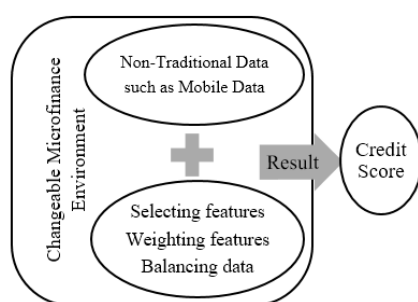 Changeable Microfinance
Environment
Non-Traditional Data
such as Mobile Data
Selecting features
Weighting features
Balancing data
Result
Credit
Score